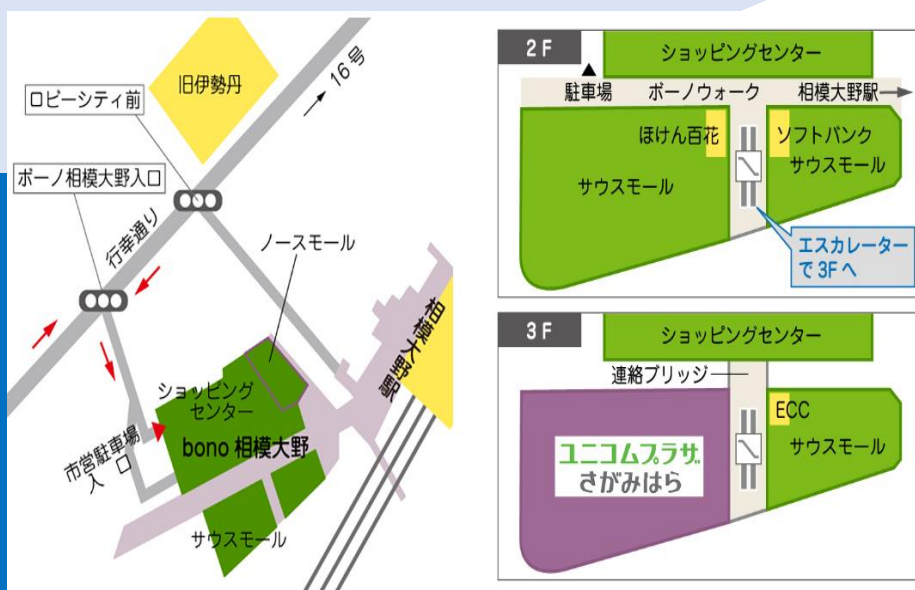 旧伊勢丹
→ 16号
ロビーシティ前
ボーノ相模大野入口
行幸通り
ノースモール
相模大野駅
ショッピング
センター
bono 相模大野
市営駐車場
入 口
サウスモール
2F
ショッピングセンター
▲
駐車場 ボーノウォーク 相模大野駅→
ほけん百花 ソフトバンク
サウスモール サウスモール
エスカレーター
で 3F へ
3F
ショッピングセンター
連絡ブリッジ
ECC
サウスモール
ユニコムプラザ
さがみはら